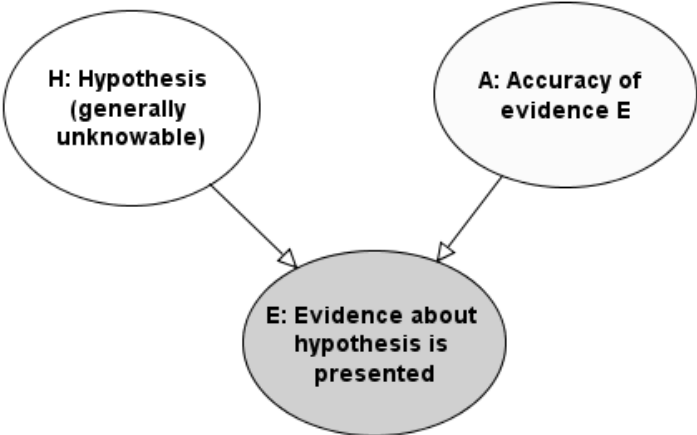 H: Hypothesis
(generally
unknowable)
A: Accuracy of
evidence E
E: Evidence about
hypothesis is
presented